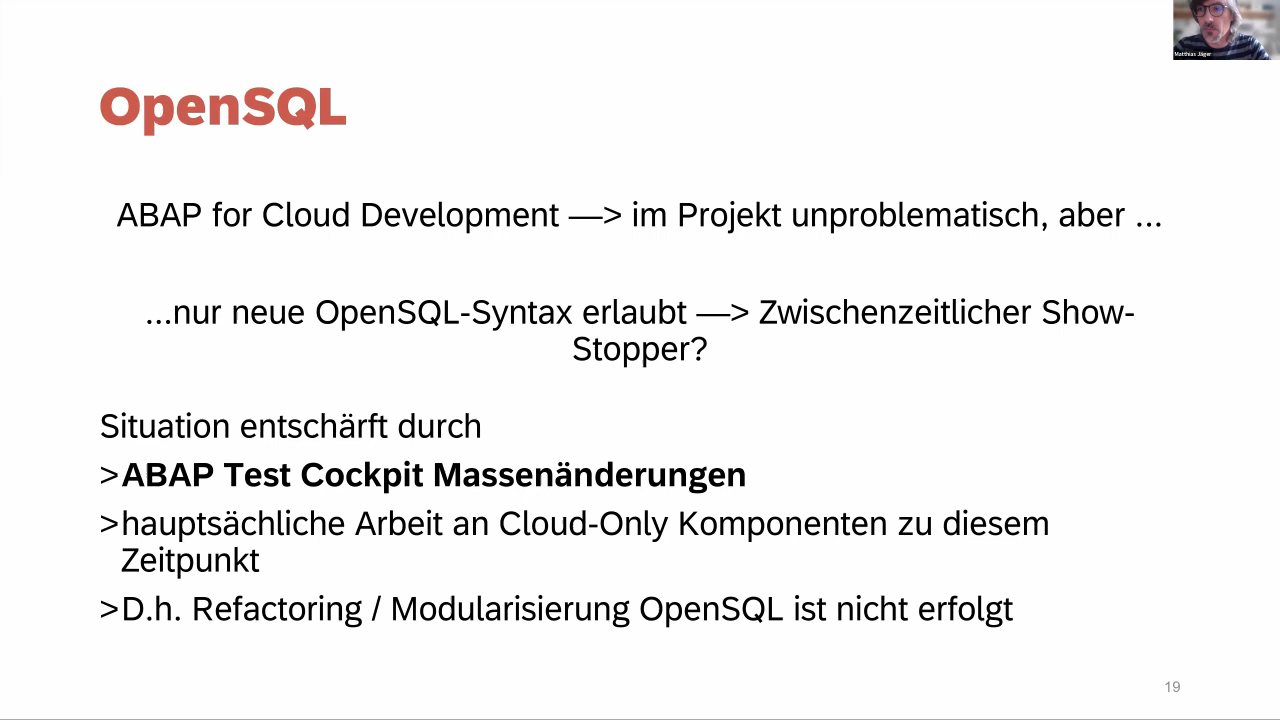 Matthias Jäger
OpenSQL
ABAP for Cloud Development —> im Projekt unproblematisch, aber ...
...nur neue OpenSQL-Syntax erlaubt —> Zwischenzeitlicher Show-
Stopper?
Situation entschärft durch
>ABAP Test Cockpit Massenänderungen
>hauptsächliche Arbeit an Cloud-Only Komponenten zu diesem
Zeitpunkt
>D.h. Refactoring / Modularisierung OpenSQL ist nicht erfolgt
19